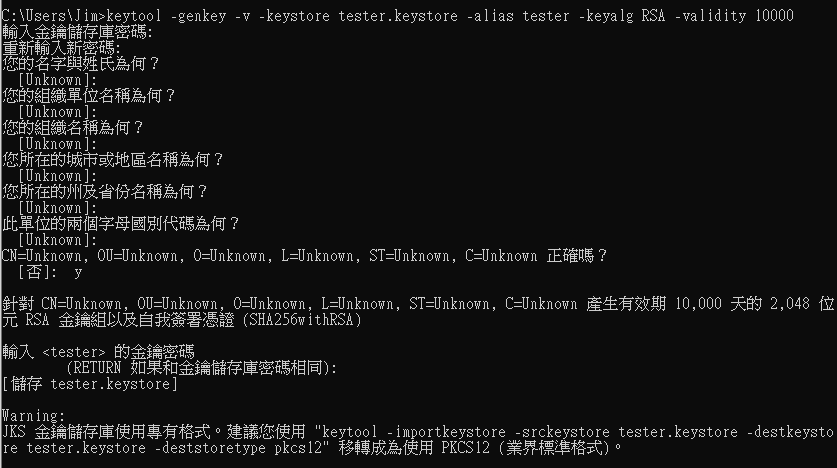 C:\Users\Jim>keytool -genkey -v -keystore tester.keystore -alias tester -keyalg RSA -validity 10000
輸入金鑰儲存庫密碼:
重新輸入新密碼:
您的名字與姓氏為何？
  [Unknown]:
您的組織單位名稱為何？
  [Unknown]:
您的組織名稱為何？
  [Unknown]:
您所在的城市或地區名稱為何？
  [Unknown]:
您所在的州及省份名稱為何？
  [Unknown]:
此單位的兩個字母國別代碼為何？
  [Unknown]:
CN=Unknown, OU=Unknown, O=Unknown, L=Unknown, ST=Unknown, C=Unknown 正確嗎？
  [否]:  y
針對 CN=Unknown, OU=Unknown, O=Unknown, L=Unknown, ST=Unknown, C=Unknown 產生有效期 10,000 天的 2,048 位
元 RSA 金鑰組以及自我簽署憑證 (SHA256withRSA)
輸入 <tester> 的金鑰密碼
        (RETURN 如果和金鑰儲存庫密碼相同):
[儲存 tester.keystore]
Warning:
JKS 金鑰儲存庫使用專有格式。建議您使用 "keytool -importkeystore -srckeystore tester.keystore -destkeysto
re tester.keystore -deststoretype pkcs12" 移轉成為使用 PKCS12 (業界標準格式)。